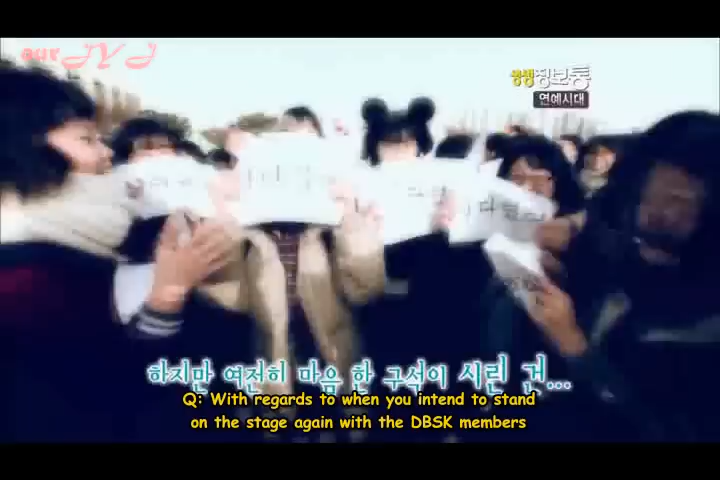 aurJYJ
생생정보통
연예시대
하지만 여전히 마음 한 구석이 시린 건...
Q: With regards to when you intend to stand
on the stage again with the DBSK members